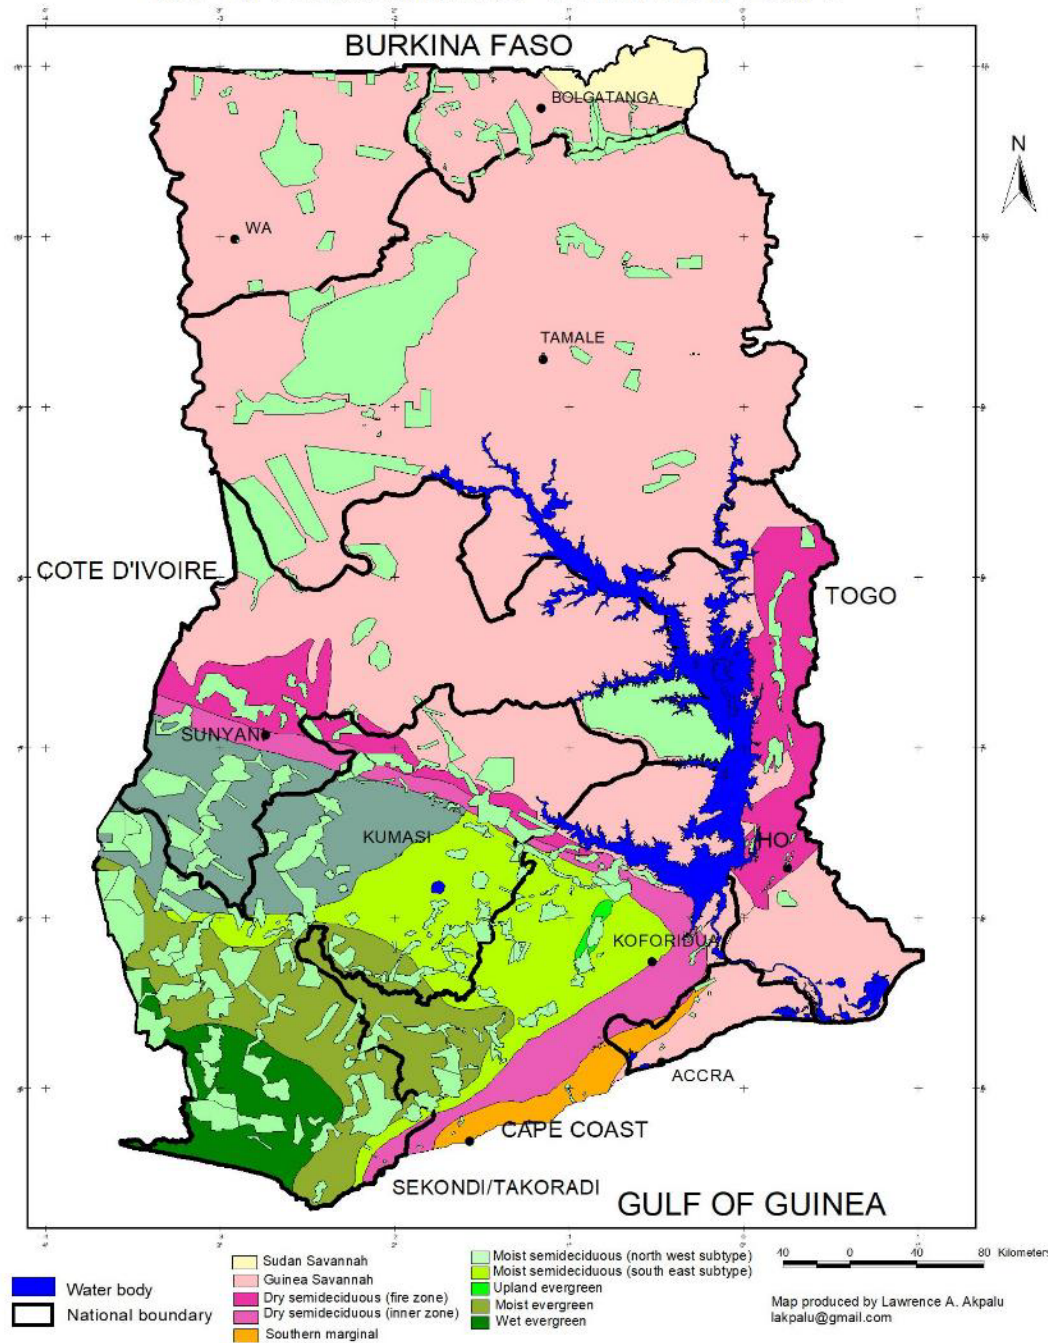 BURKINA FASO
BOLGATANGA
N
WA
TAMALE
COTE D'IVOIRE
TOGO
SUNYANI
KUMASI
HO
KOFORIDUA
ACCRA
CAPE COAST
SEKONDI/TAKORADI
GULF OF GUINEA
Water body
National boundary
Sudan Savannah
Guinea Savannah
Dry semideciduous (fire zone)
Dry semideciduous (inner zone)
Southern marginal
Moist semideciduous (north west subtype)
Moist semideciduous (south east subtype)
Upland evergreen
Moist evergreen
Wet evergreen
40 0 40 80 Kilometers
Map produced by Lawrence A. Akpalu
lakpalu@gmail.com